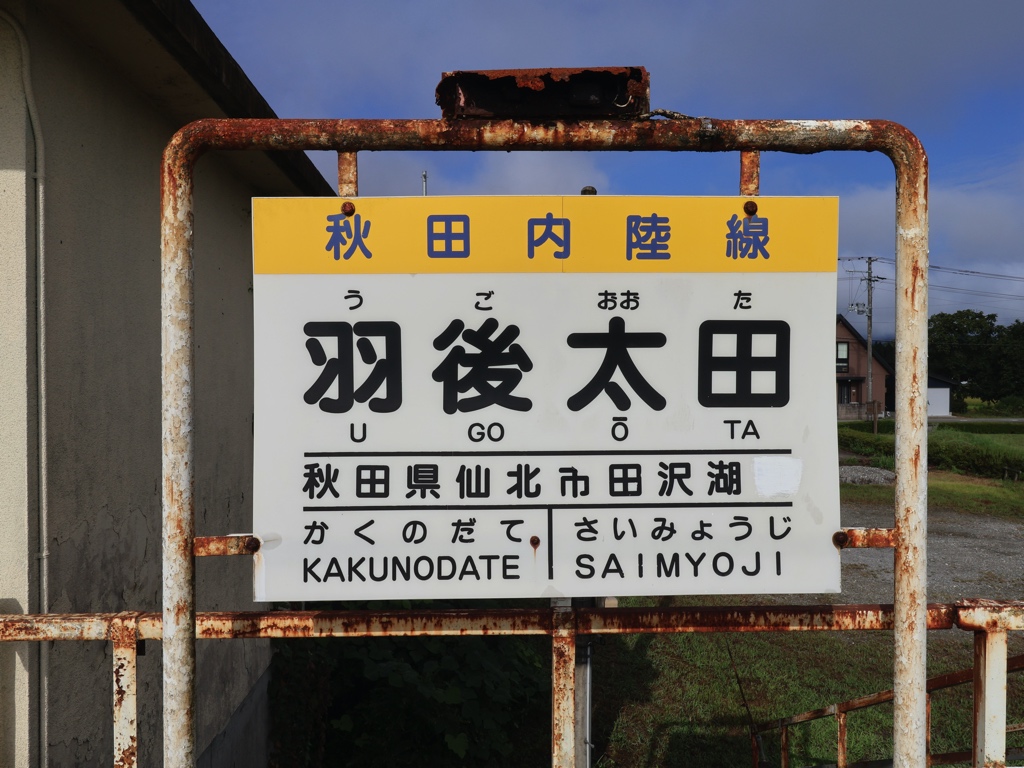 秋田内陸線
うごおおた
羽後太田
U GO Ō TA
秋田県仙北市田沢湖
かくのだて さいみょうじ
KAKUNODATE SAIMYOJI